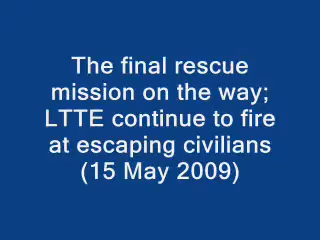 The final rescue
mission on the way;
LTTE continue to fire
at escaping civilians
(15 May 2009)